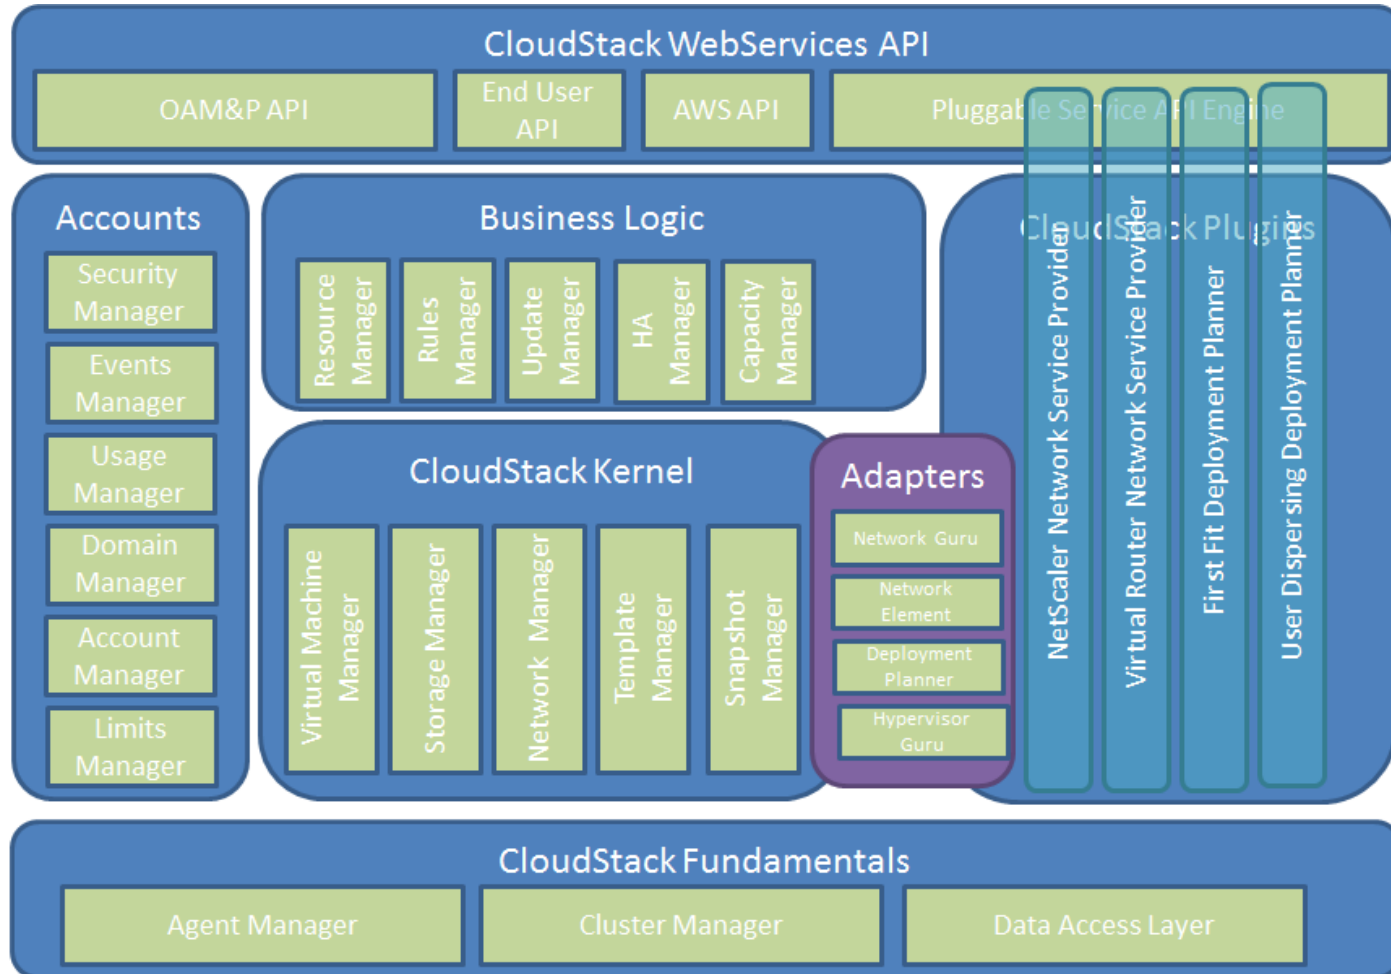 CloudStack WebServices API
OAM&P API
End User
API
AWS API
Pluggable Service API Engine
Accounts
Security
Manager
Events
Manager
Usage
Manager
Domain
Manager
Account
Manager
Limits
Manager
Business Logic
Resource
Manager
Rules
Manager
Update
Manager
HA
Manager
Capacity
Manager
CloudStack Kernel
Virtual Machine
Manager
Storage Manager
Network Manager
Template
Manager
Snapshot
Manager
Adapters
Network Guru
Network
Element
Deployment
Planner
Hypervisor
Guru
CloudStack Plugins
NetScaler Network Service Provider
Virtual Router Network Service Provider
First Fit Deployment Planner
User Dispersing Deployment Planner
CloudStack Fundamentals
Agent Manager
Cluster Manager
Data Access Layer